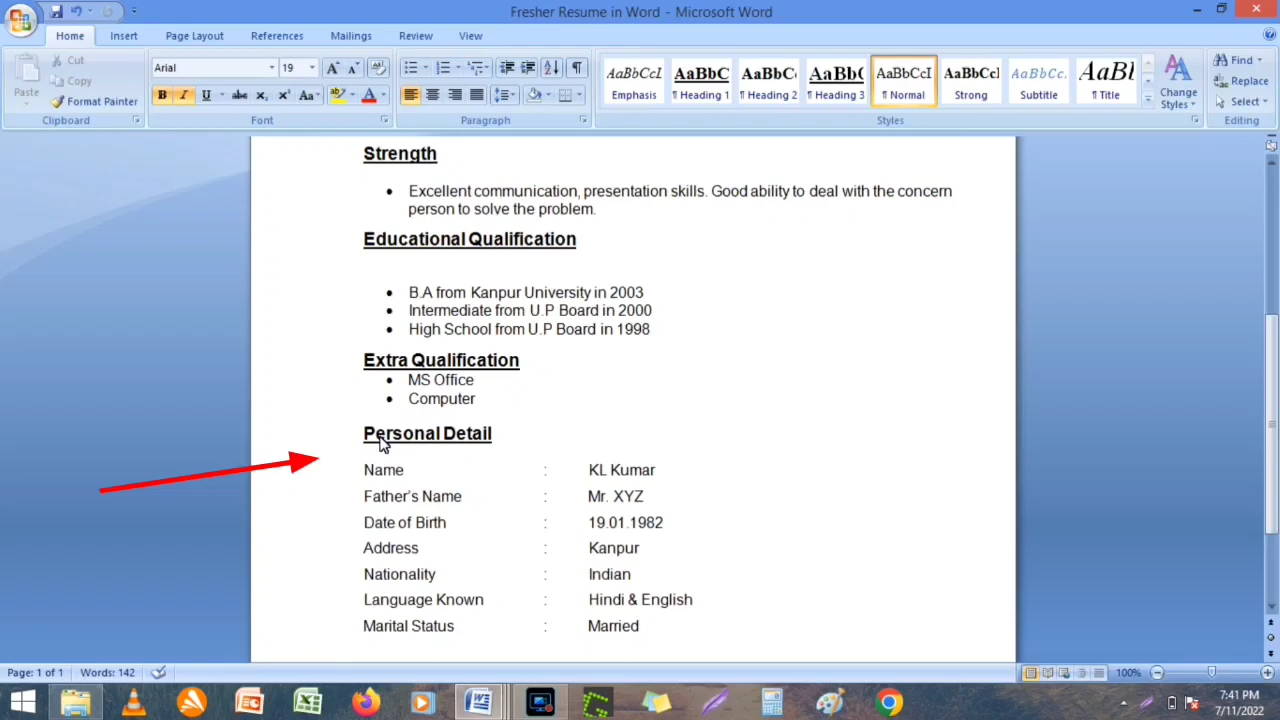 Fresher Resume in Word - Microsoft Word
Home Insert Page Layout References Mailings Review View
Paste
Cut
Copy
Format Painter
Clipboard
Arial 19
Font
Paragraph
AaBbCcI AaBbC AaBbC AaBb( AaBbCcI AaBbCcI AaBbCc. AaBl
Emphasis ¶ Heading 1 ¶ Heading 2 ¶ Heading 3 ¶ Normal Strong Subtitle ¶ Title
Change Styles
Styles
Find
Replace
Select
Editing
Strength
• Excellent communication, presentation skills. Good ability to deal with the concern
person to solve the problem.
Educational Qualification
• B.A from Kanpur University in 2003
• Intermediate from U.P Board in 2000
• High School from U.P Board in 1998
Extra Qualification
• MS Office
• Computer
Personal Detail
Name : KL Kumar
Father's Name : Mr. XYZ
Date of Birth : 19.01.1982
Address : Kanpur
Nationality : Indian
Language Known : Hindi & English
Marital Status : Married
Page: 1 of 1 Words: 142 100%
7:41 PM
7/11/2022